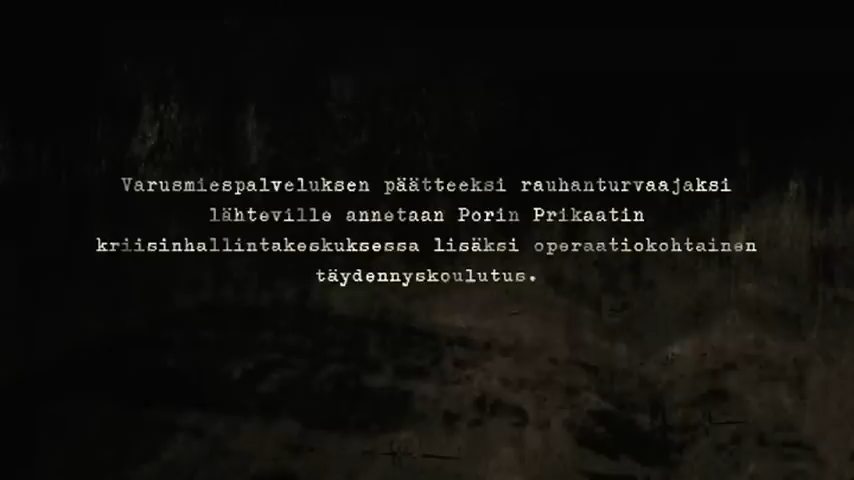 Varusmiespalveluksen päätteeksi rauhanturvaajaksi
lähteville annetaan Porin Prikaatin
kriisinhallintakeskuksessa lisäksi operaatiokohtainen
täydennyskoulutus.